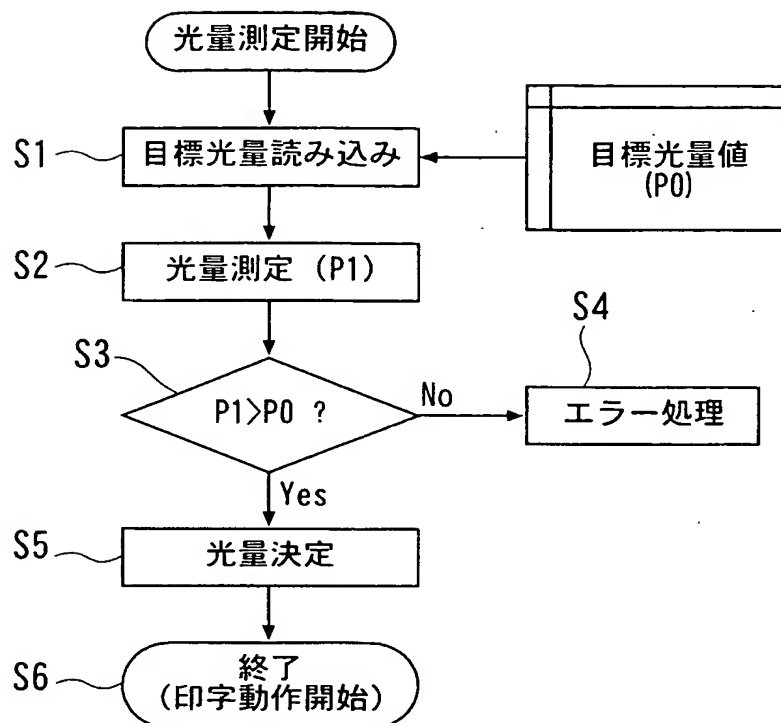 光量測定開始
S1
目標光量読み込み
目標光量値
(P0)
S2
光量測定 (P1)
S3
P1>P0 ?
No
S4
エラー処理
Yes
S5
光量決定
S6
終了
(印字動作開始)